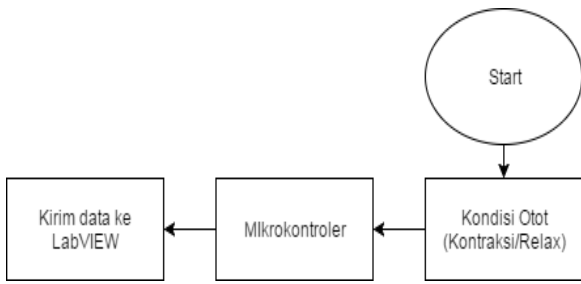 Start
Kondisi Otot
(Kontraksi/Relax)
MIkrokontroler
Kirim data ke
LabVIEW